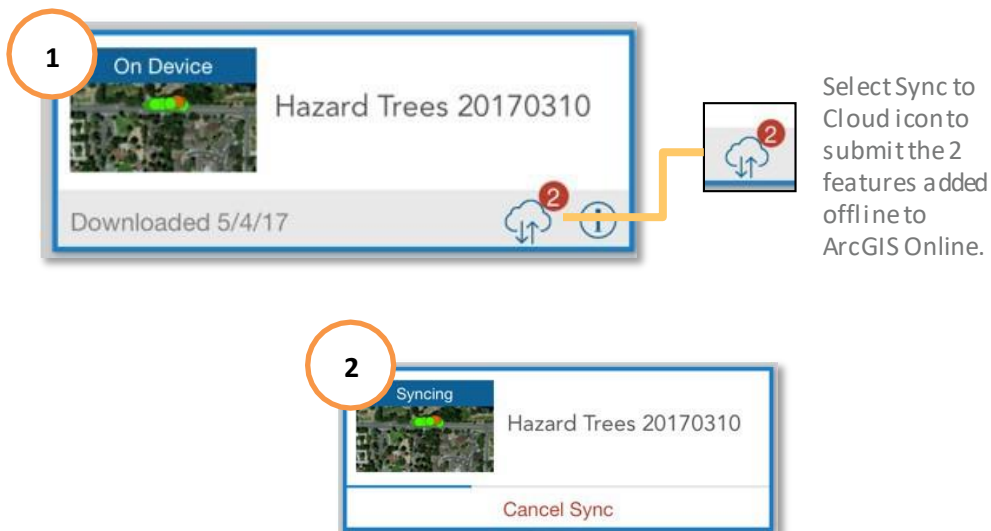 1
On Device
Hazard Trees 20170310
Downloaded 5/4/17
2
2
Select Sync to
Cloud icon to
submit the 2
features added
offline to
ArcGIS Online.
2
Syncing
Hazard Trees 20170310
Cancel Sync